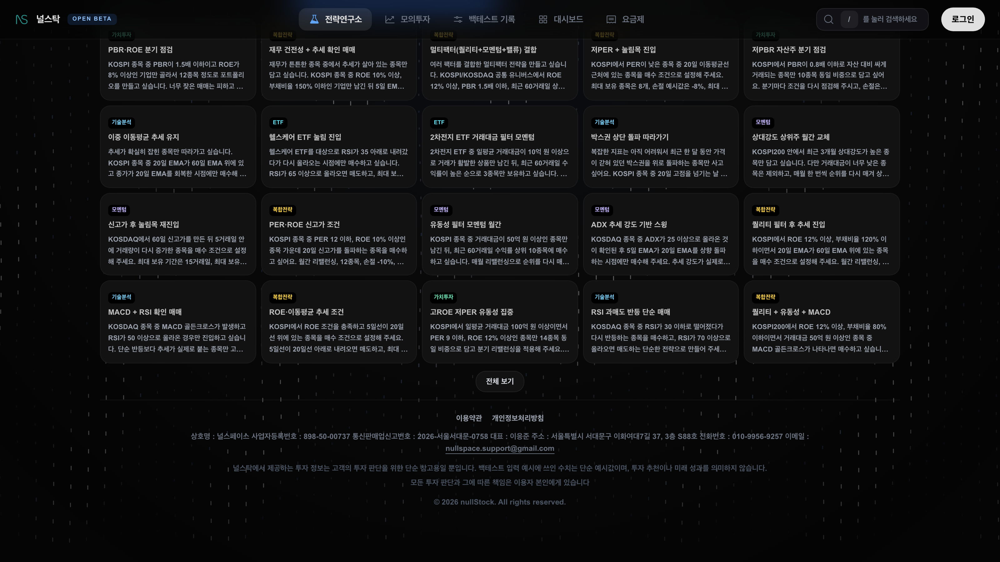 널스탁 OPEN BETA 전략연구소 모의투자 백테스트 기록 대시보드 요금제 / 를 눌러 검색하세요 로그인
가치투자
PBR·ROE 분기 점검
KOSPI 종목 중 PBR이 1.5배 이하이고 ROE가
8% 이상인 기업만 골라서 12종목 정도로 포트폴리
오를 만들고 싶습니다. 너무 잦은 매매는 피하고 ...
복합전략
재무 건전성 + 추세 확인 매매
재무가 튼튼한 종목 중에서 추세가 살아 있는 종목만
담고 싶습니다. KOSPI 종목 중 ROE 10% 이상,
부채비율 150% 이하인 기업만 남긴 뒤 5일 EM...
복합전략
멀티팩터(퀄리티+모멘텀+밸류) 결합
여러 팩터를 결합한 멀티팩터 전략을 만들고 싶습니
다. KOSPI/KOSDAQ 공통 유니버스에서 ROE
12% 이상, PBR 1.5배 이하, 최근 60거래일 상...
복합전략
저PER + 눌림목 진입
KOSPI에서 PER이 낮은 종목 중 20일 이동평균선
근처에 있는 종목을 매수 조건으로 설정해 주세요.
최대 보유 종목은 8개, 손절 예시값은 -8%, 최대 ...
가치투자
저PBR 자산주 분기 점검
KOSPI에서 PBR이 0.8배 이하로 자산 대비 싸게
거래되는 종목만 10종목 동일 비중으로 담고 싶어
요. 분기마다 조건을 다시 점검해 주시고, 손절은...
기술분석
이중 이동평균 추세 유지
추세가 확실히 잡힌 종목만 따라가고 싶습니다.
KOSPI 종목 중 20일 EMA가 60일 EMA 위에 있
고 종가가 20일 EMA를 회복한 시점에만 매수해 ...
ETF
헬스케어 ETF 눌림 진입
헬스케어 ETF를 대상으로 RSI가 35 아래로 내려갔
다가 다시 올라오는 시점에만 매수하고 싶습니다.
RSI가 65 이상으로 올라오면 매도하고, 최대 보...
ETF
2차전지 ETF 거래대금 필터 모멘텀
2차전지 ETF 중 일평균 거래대금이 10억 원 이상으
로 거래가 활발한 상품만 남긴 뒤, 최근 60거래일 수
익률이 높은 순으로 3종목만 보유하고 싶습니다. ...
기술분석
박스권 상단 돌파 따라가기
복잡한 지표는 아직 어려워서 최근 한 달 동안 가격
이 갇혀 있던 박스권을 위로 돌파하는 종목만 사고
싶어요. KOSPI 종목 중 20일 고점을 넘기는 날 ...
모멘텀
상대강도 상위주 월간 교체
KOSPI200 안에서 최근 3개월 상대강도가 높은 종
목만 담고 싶습니다. 다만 거래대금이 너무 낮은 종
목은 제외하고, 매월 한 번씩 순위를 다시 매겨 상...
모멘텀
신고가 후 눌림목 재진입
KOSDAQ에서 60일 신고가를 만든 뒤 5거래일 안
에 거래량이 다시 증가한 종목을 매수 조건으로 설정
해 주세요. 최대 보유 기간은 15거래일, 최대 보유...
복합전략
PER·ROE 신고가 조건
KOSPI 종목 중 PER 12 이하, ROE 10% 이상인
종목 가운데 20일 신고가를 돌파하는 종목을 매수하
고 싶어요. 월간 리밸런싱, 12종목, 손절 -10%, ...
모멘텀
유동성 필터 모멘텀 월간
KOSPI 종목 중 거래대금이 50억 원 이상인 종목만
남긴 뒤, 최근 60거래일 수익률 상위 10종목에 매수
하고 싶습니다. 매월 리밸런싱으로 순위를 다시 매...
모멘텀
ADX 추세 강도 기반 스윙
KOSDAQ 종목 중 ADX가 25 이상으로 올라온 것
이 확인된 후 5일 EMA가 20일 EMA를 상향 돌파
하는 시점에만 매수해 주세요. 추세 강도가 실제로...
복합전략
퀄리티 필터 후 추세 진입
KOSPI에서 ROE 12% 이상, 부채비율 120% 이
하이면서 20일 EMA가 60일 EMA 위에 있는 종목
을 매수 조건으로 설정해 주세요. 월간 리밸런싱, ...
기술분석
MACD + RSI 확인 매매
KOSDAQ 종목 중 MACD 골든크로스가 발생하고
RSI가 50 이상으로 올라온 경우만 진입하고 싶습니
다. 단순 반등보다 추세가 실제로 붙는 종목만 고...
복합전략
ROE·이동평균 추세 조건
KOSPI에서 ROE 조건을 충족하고 5일선이 20일
선 위에 있는 종목을 매수 조건으로 설정해 주세요.
5일선이 20일선 아래로 내려오면 매도하고, 최대 ...
가치투자
고ROE 저PER 유동성 집중
KOSPI에서 일평균 거래대금 100억 원 이상이면서
PER 9 이하, ROE 12% 이상인 종목만 14종목 동
일 비중으로 담고 분기 리밸런싱을 적용해 주세요....
기술분석
RSI 과매도 반등 단순 매매
KOSDAQ 종목 중 RSI가 30 이하로 떨어졌다가
다시 반등하는 종목을 매수하고, RSI가 70 이상으로
올라오면 매도하는 단순한 전략으로 만들어 주세...
복합전략
퀄리티 + 유동성 + MACD
KOSPI200에서 ROE 12% 이상, 부채비율 80%
이하이면서 거래대금 50억 원 이상인 종목 중
MACD 골든크로스가 나타나면 매수하고 싶습니...
전체 보기
이용약관 개인정보처리방침
상호명 : 널스페이스 사업자등록번호 : 898-50-00737 통신판매업신고번호 : 2026-서울서대문-0758 대표 : 이응준 주소 : 서울특별시 서대문구 이화여대7길 37, 3층 S88호 전화번호 : 010-9956-9257 이메일 :
nullspace.support@gmail.com
널스탁에서 제공하는 투자 정보는 고객의 투자 판단을 위한 단순 참고용일 뿐입니다. 백테스트 입력 예시에 쓰인 수치는 단순 예시값이며, 투자 추천이나 미래 성과를 의미하지 않습니다.
모든 투자 판단과 그에 따른 책임은 이용자 본인에게 있습니다
© 2026 nullStock. All rights reserved.